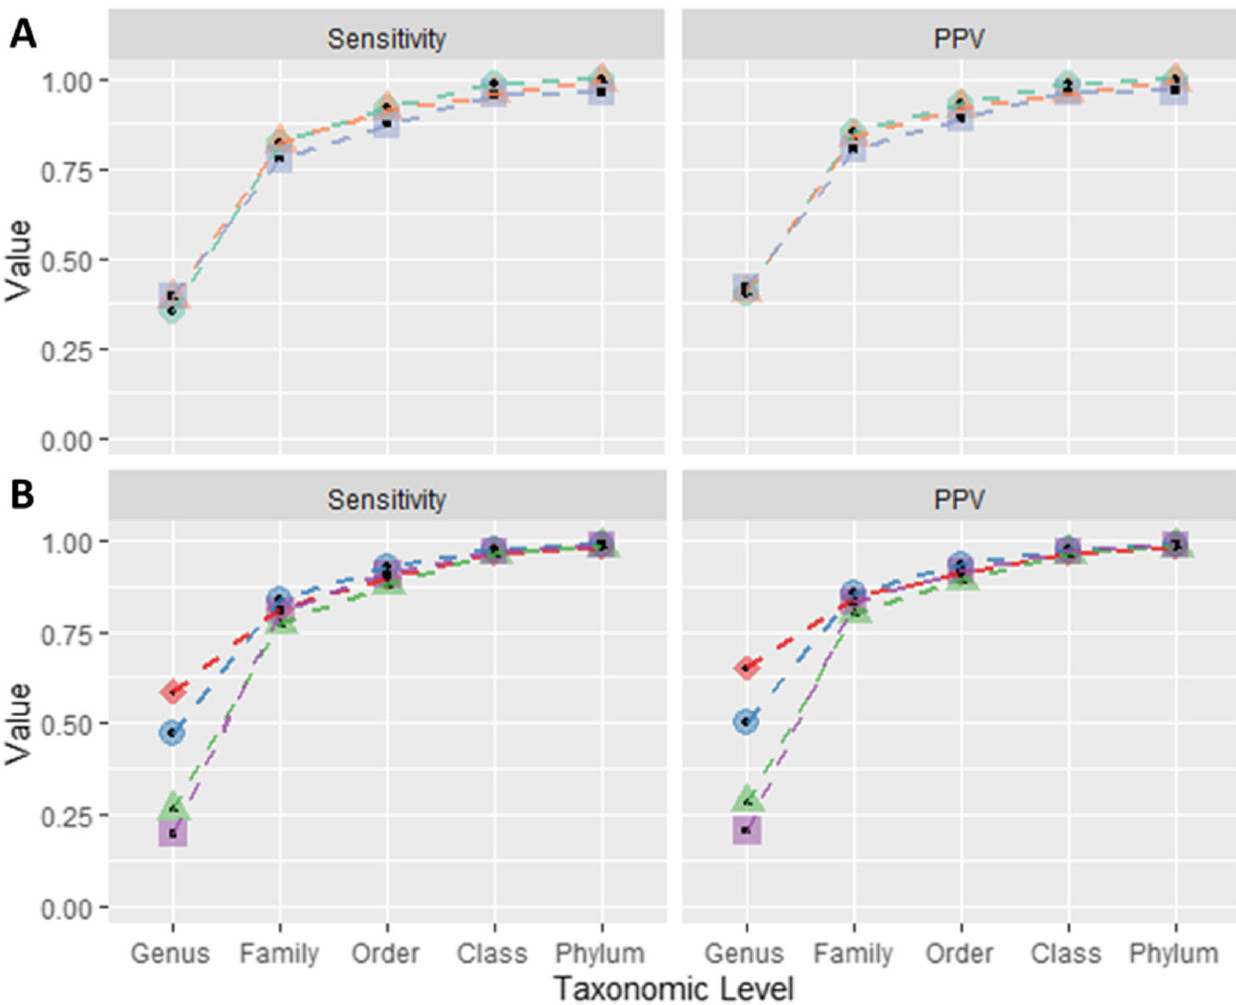 A
Sensitivity PPV
Value
1.00
0.75
0.50
0.25
0.00
B
Sensitivity PPV
Value
1.00
0.75
0.50
0.25
0.00
Genus Family Order Class Phylum Genus Family Order Class Phylum
Taxonomic Level